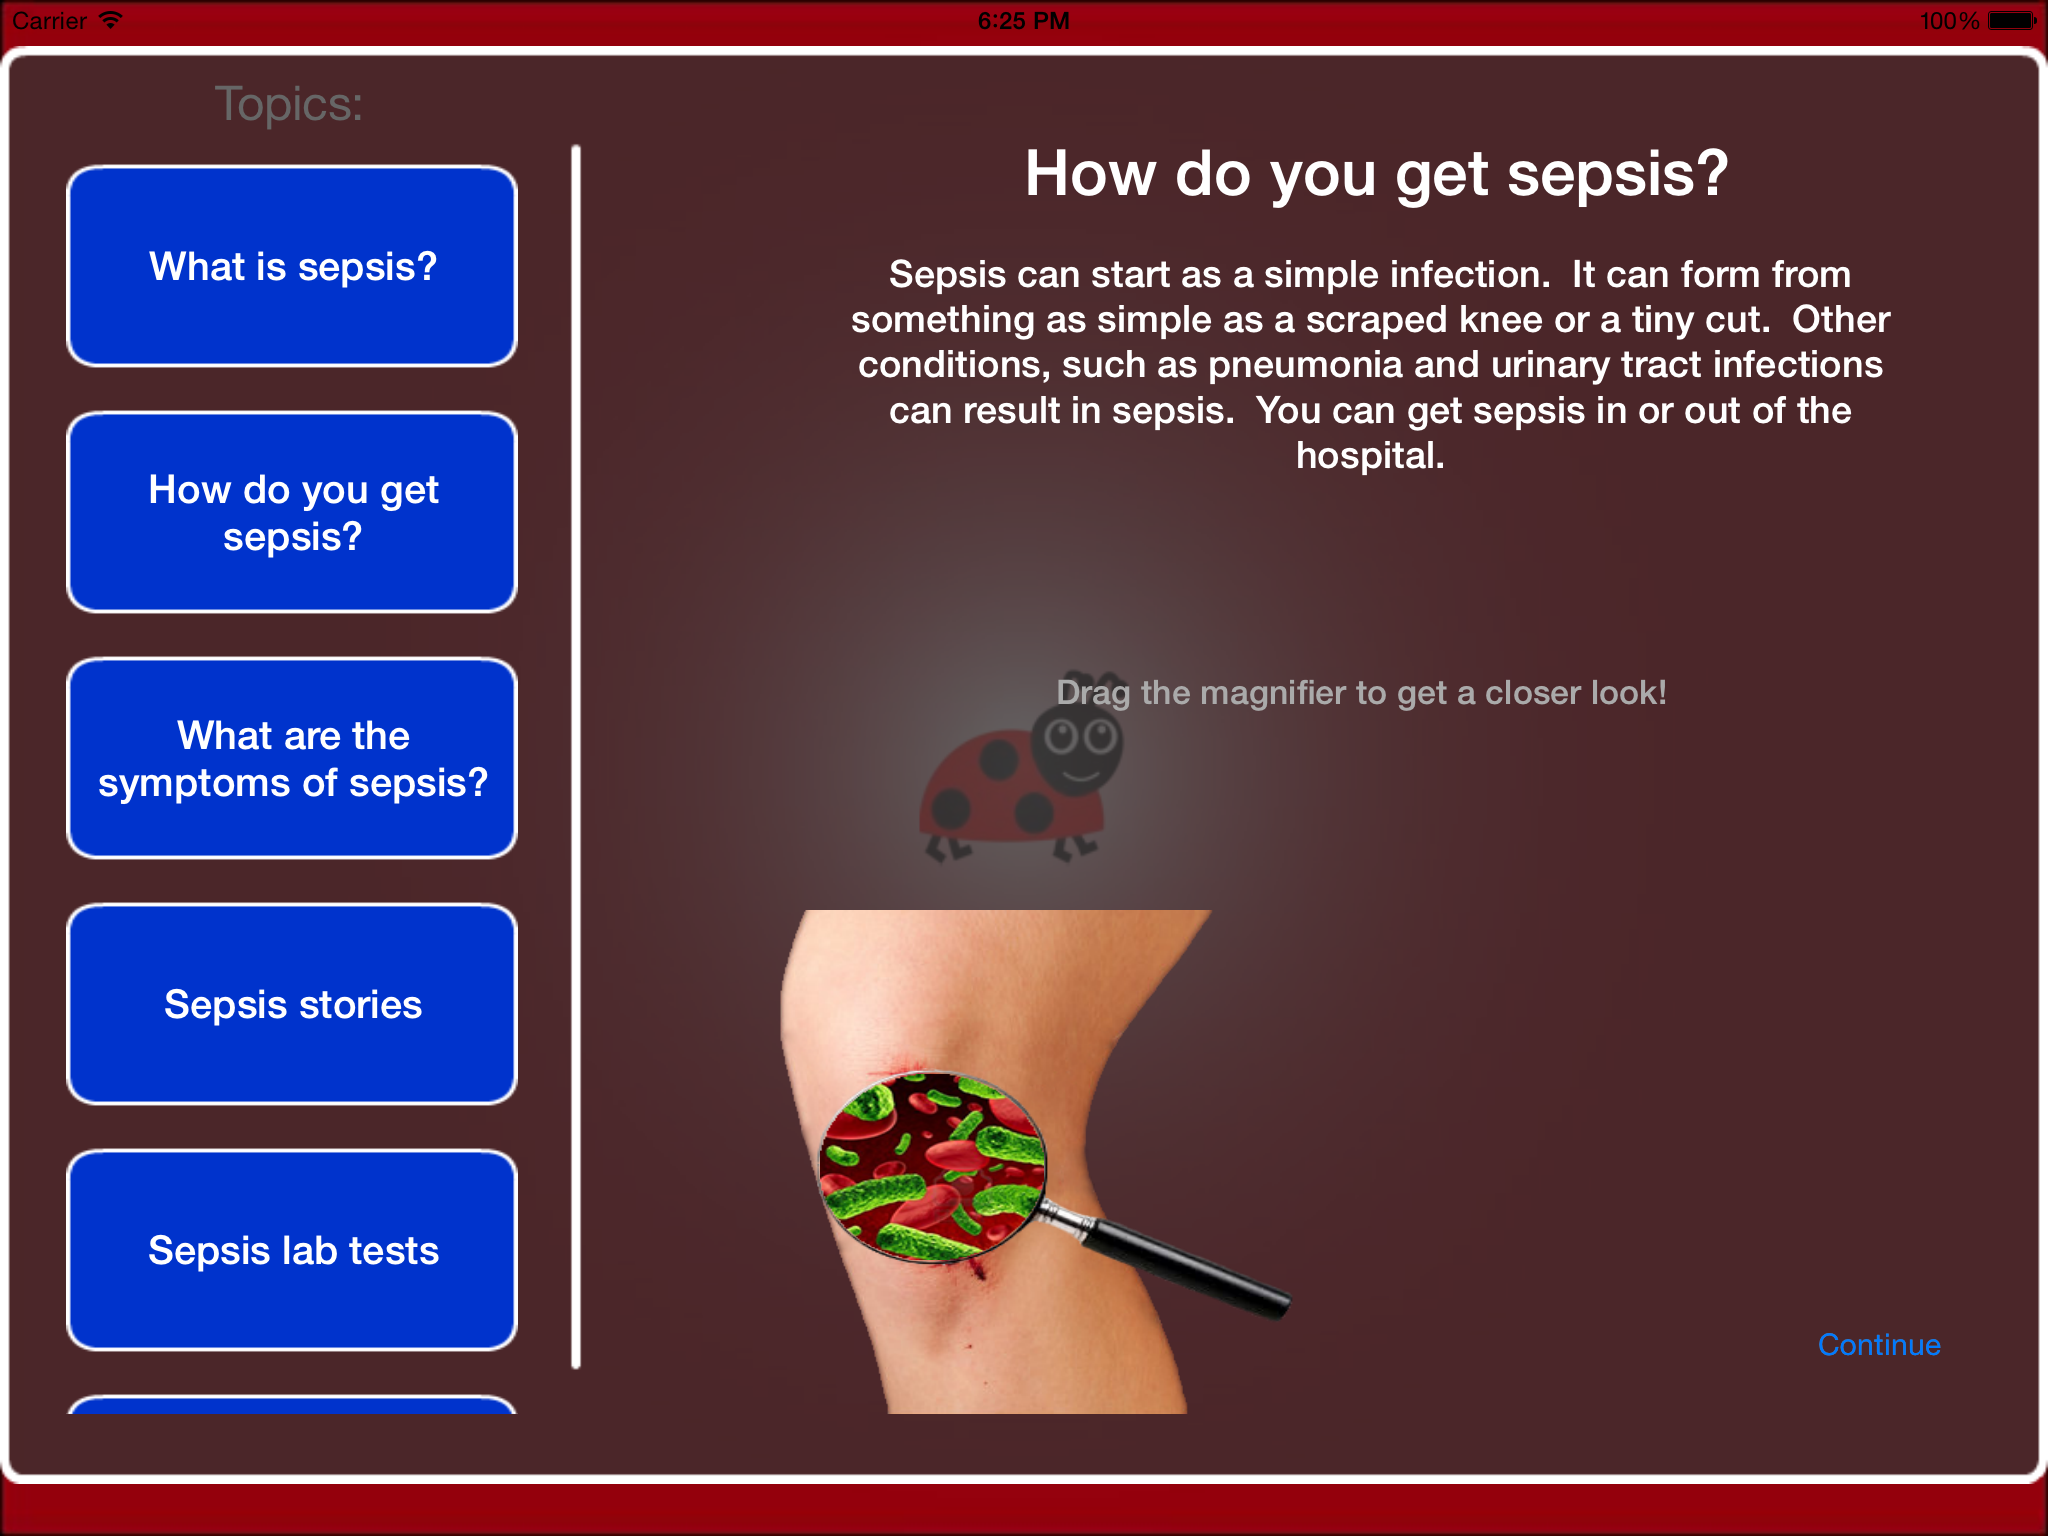 Carrier
6:25 PM
100%
Topics:
What is sepsis?
How do you get
sepsis?
What are the
symptoms of sepsis?
Sepsis stories
Sepsis lab tests
How do you get sepsis?
Sepsis can start as a simple infection.  It can form from
something as simple as a scraped knee or a tiny cut.  Other
conditions, such as pneumonia and urinary tract infections
can result in sepsis.  You can get sepsis in or out of the
hospital.
Drag the magnifier to get a closer look!
Continue